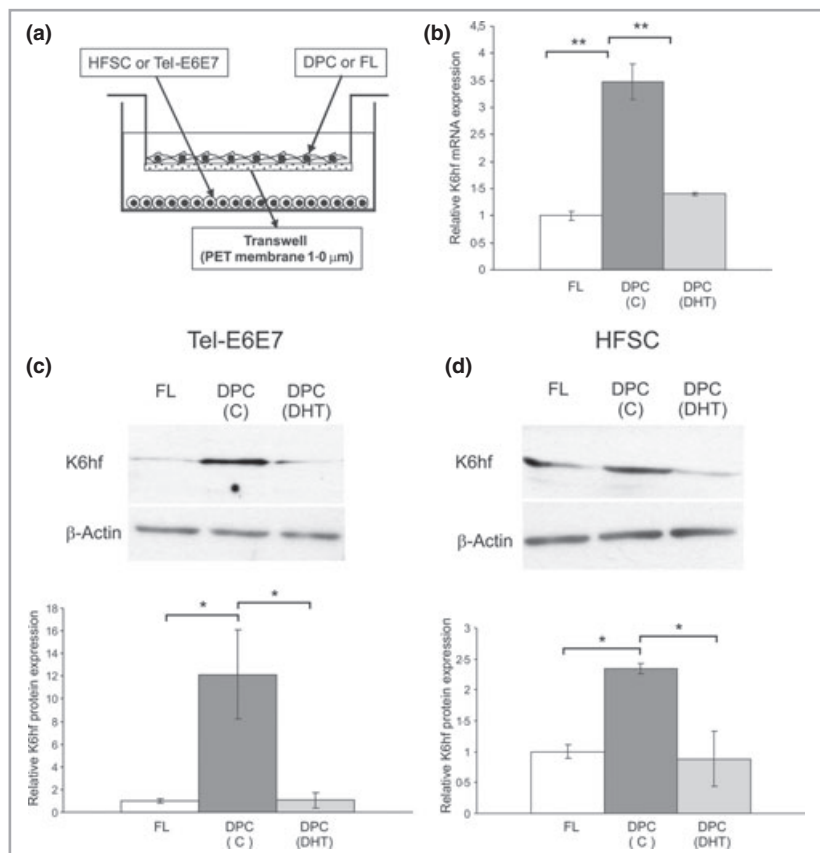 (a)
HFSC or Tel-E6E7
DPC or FL
Transwell
(PET membrane 1·0 μm)
(b)
Relative K6hf mRNA expression
4·5
4
3·5
3
2·5
2
1·5
1
0·5
0
**
**
FL
DPC
(C)
DPC
(DHT)
Tel-E6E7
(c)
FL
DPC
(C)
DPC
(DHT)
K6hf
β-Actin
Relative K6hf protein expression
18
16
14
12
10
8
6
4
2
0
*
*
FL
DPC
( C )
DPC
(DHT)
HFSC
(d)
FL
DPC
(C)
DPC
(DHT)
K6hf
β-Actin
Relative K6hf protein expression
3
2·5
2
1·5
1
0·5
0
*
*
FL
DPC
( C )
DPC
(DHT)